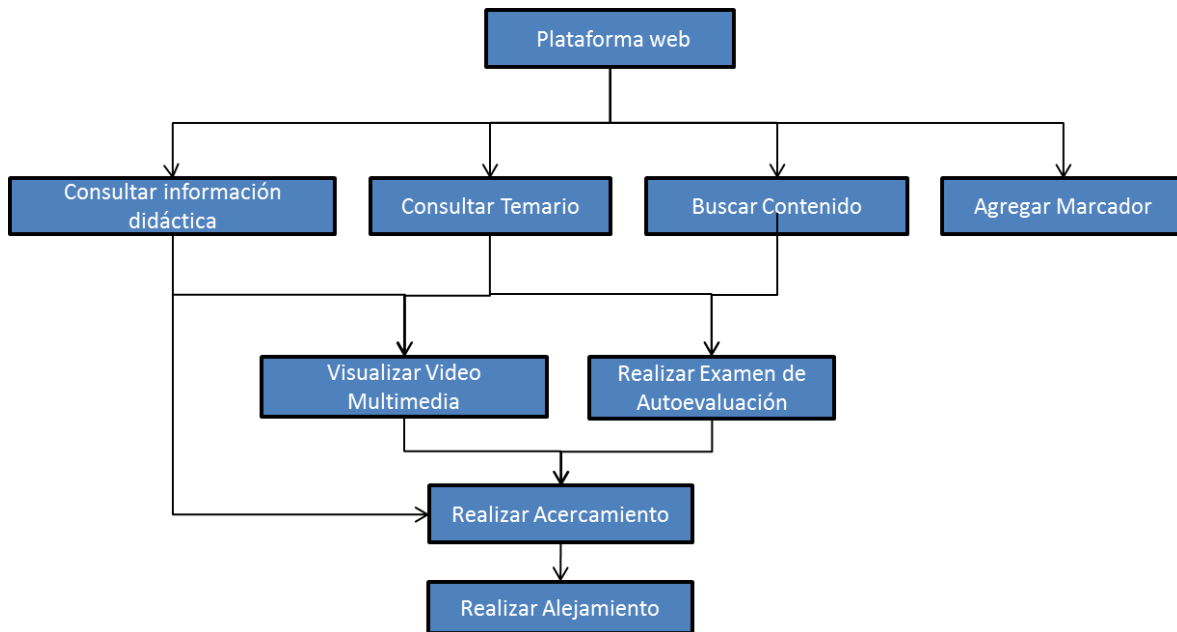 Plataforma web
Consultar información
didáctica
Consultar Temario
Buscar Contenido
Agregar Marcador
Visualizar Video
Multimedia
Realizar Examen de
Autoevaluación
Realizar Acercamiento
Realizar Alejamiento